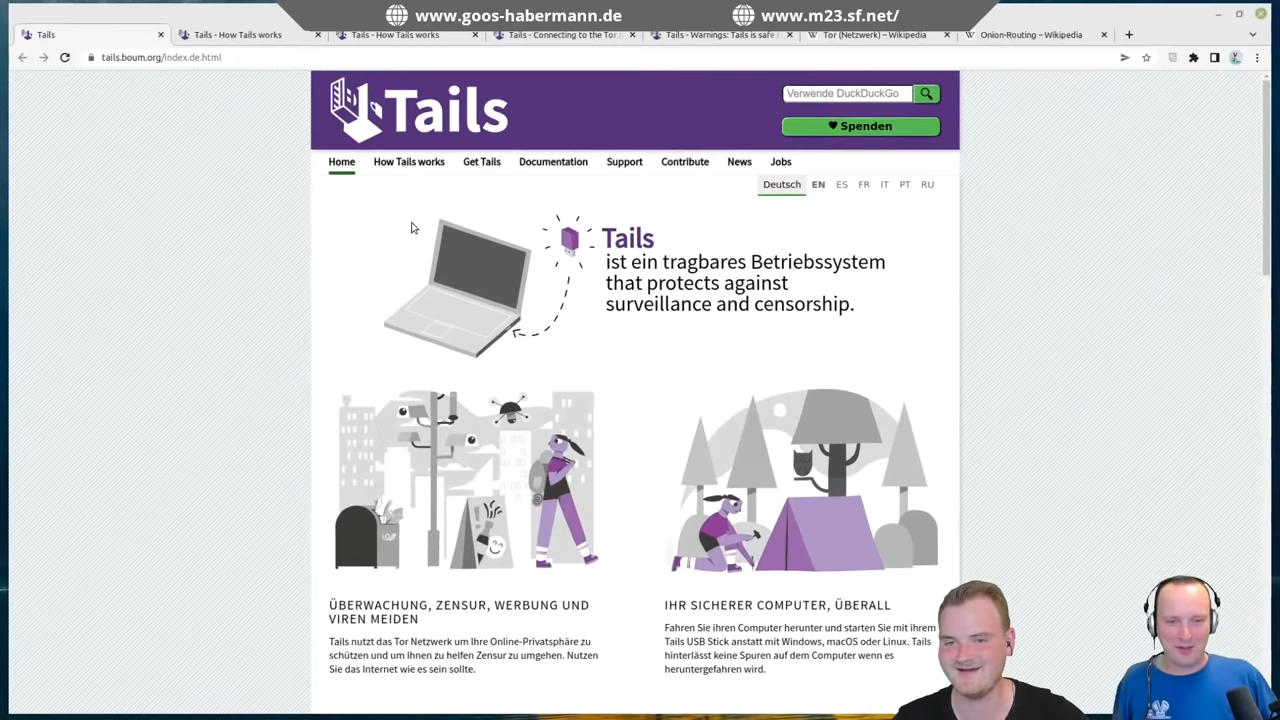 www.goos-habermann.de
www.m23.sf.net/
Tails
Tails - How Tails works
Tails - How Tails works
Tails - Connecting to the Tor
Tails - Warnings: Tails is safe
Tor (Netzwerk) – Wikipedia
Onion-Routing – Wikipedia
tails.boum.org/index.de.html
Tails
Verwende DuckDuckGo
Spenden
Home
How Tails works
Get Tails
Documentation
Support
Contribute
News
Jobs
Deutsch
EN
ES
FR
IT
PT
RU
Tails
ist ein tragbares Betriebssystem
that protects against
surveillance and censorship.
ÜBERWACHUNG, ZENSUR, WERBUNG UND
VIREN MEIDEN
Tails nutzt das Tor Netzwerk um Ihre Online-Privatsphäre zu
schützen und um Ihnen zu helfen Zensur zu umgehen. Nutzen
Sie das Internet wie es sein sollte.
IHR SICHERER COMPUTER, ÜBERALL
Fahren Sie ihren Computer herunter und starten Sie mit ihrem
Tails USB Stick anstatt mit Windows, macOS oder Linux. Tails
hinterlässt keine Spuren auf dem Computer wenn es
heruntergefahren wird.